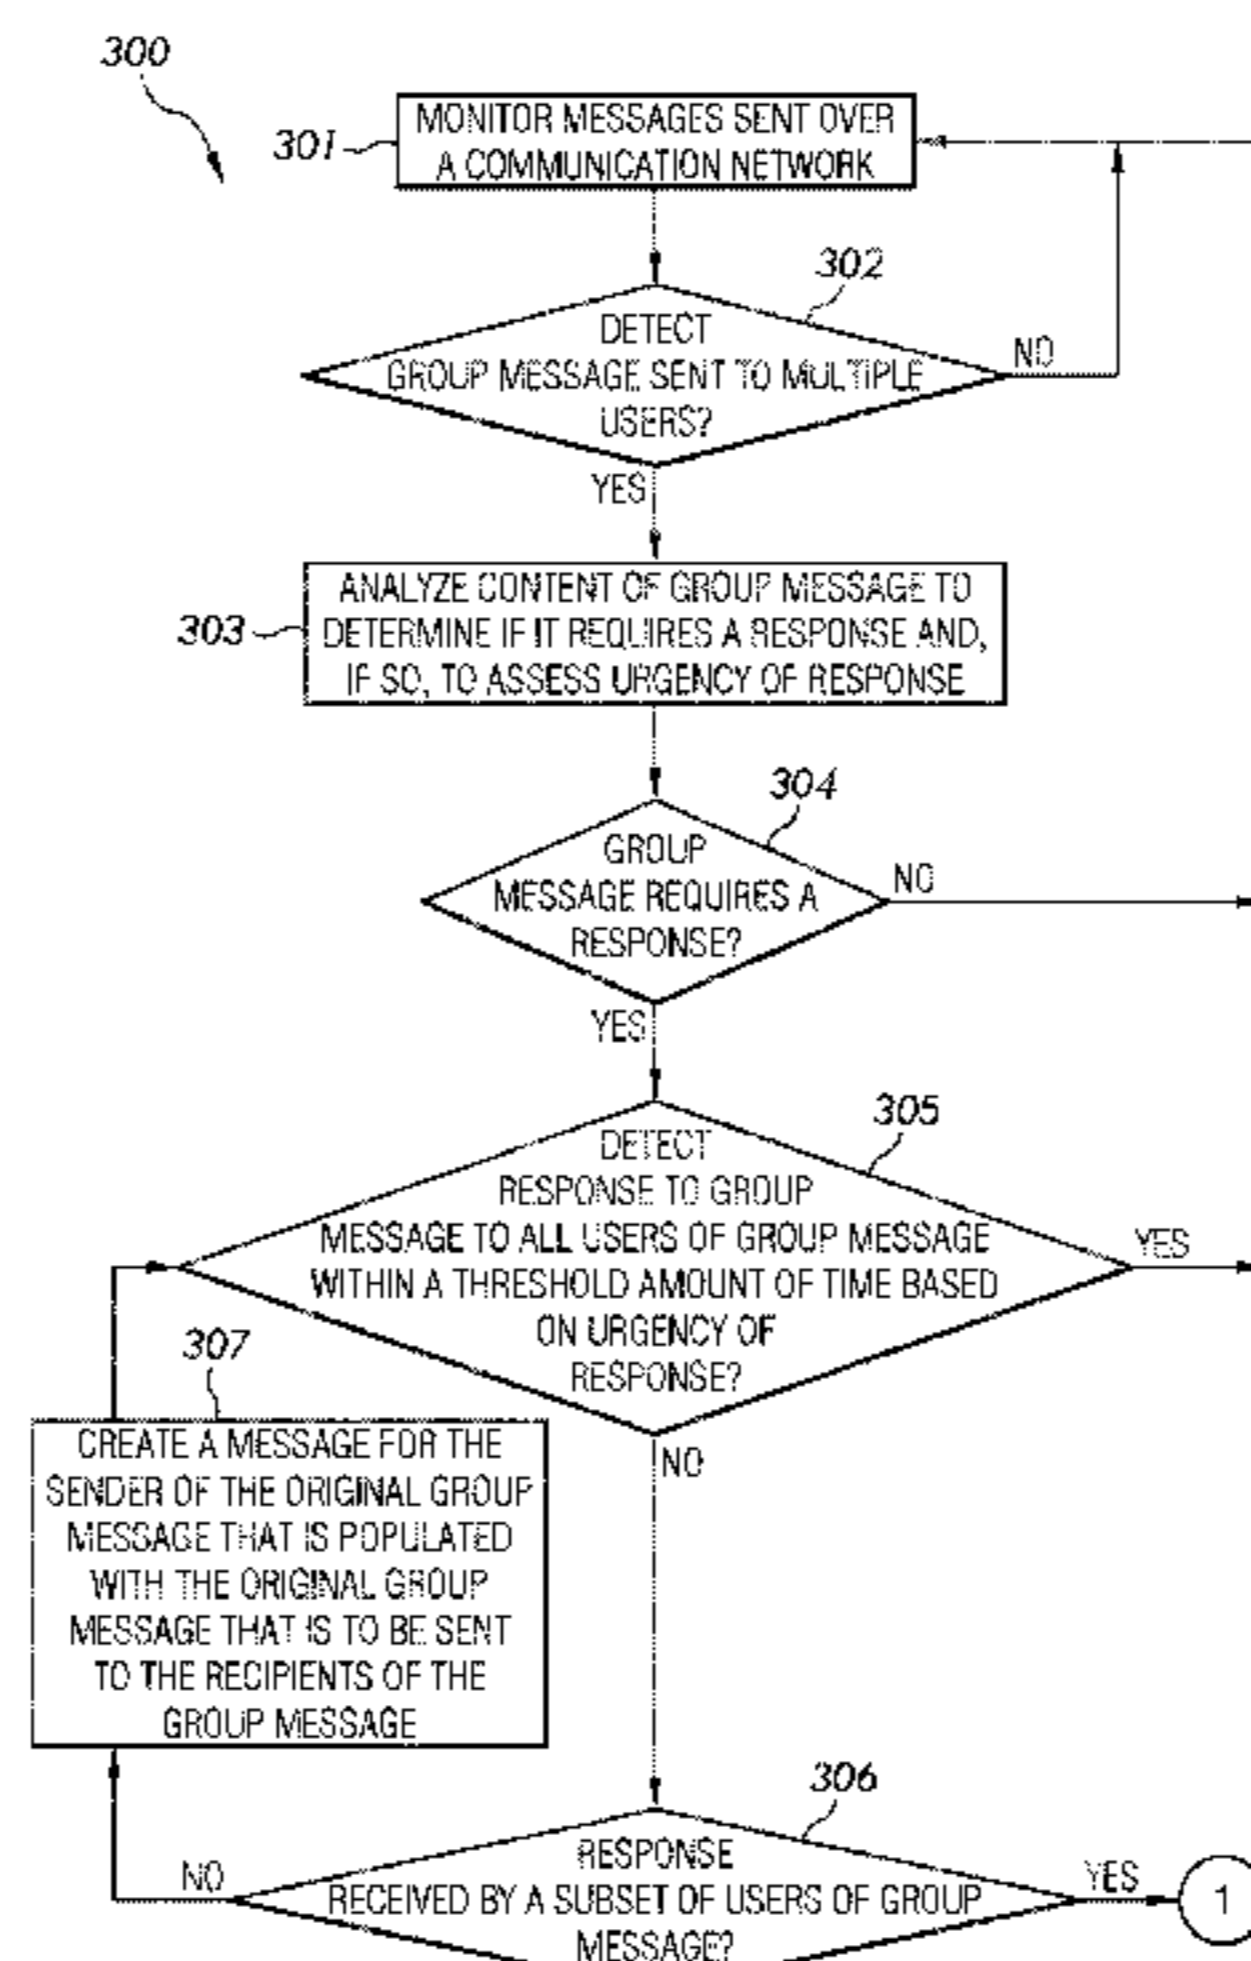 300
301
MONITOR MESSAGES SENT OVER
A COMMUNICATION NETWORK
302
DETECT
GROUP MESSAGE SENT TO MULTIPLE
USERS?
NO
YES
303
ANALYZE CONTENT OF GROUP MESSAGE TO
DETERMINE IF IT REQUIRES A RESPONSE AND,
IF SO, TO ASSESS URGENCY OF RESPONSE
304
GROUP
MESSAGE REQUIRES A
RESPONSE?
NO
YES
305
DETECT
RESPONSE TO GROUP
MESSAGE TO ALL USERS OF GROUP MESSAGE
WITHIN A THRESHOLD AMOUNT OF TIME BASED
ON URGENCY OF
RESPONSE?
YES
NO
307
CREATE A MESSAGE FOR THE
SENDER OF THE ORIGINAL GROUP
MESSAGE THAT IS POPULATED
WITH THE ORIGINAL GROUP
MESSAGE THAT IS TO BE SENT
TO THE RECIPIENTS OF THE
GROUP MESSAGE
306
RESPONSE
RECEIVED BY A SUBSET OF USERS OF GROUP
MESSAGE?
NO
YES
1